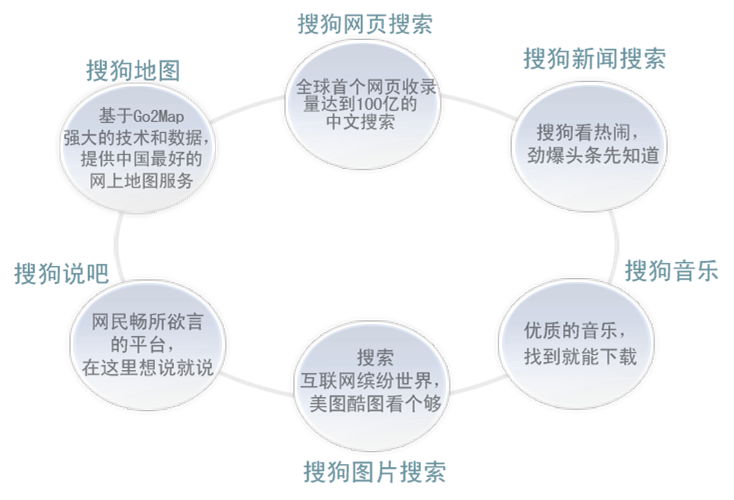 搜狗网页搜索
全球首个网页收录
量达到100亿的
中文搜索
搜狗新闻搜索
搜狗看热闹，
劲爆头条先知道
搜狗音乐
优质的音乐，
找到就能下载
搜狗图片搜索
搜索
互联网缤纷世界，
美图酷图看个够
搜狗说吧
网民畅所欲言
的平台，
在这里想说就说
搜狗地图
基于Go2Map
强大的技术和数据，
提供中国最好的
网上地图服务